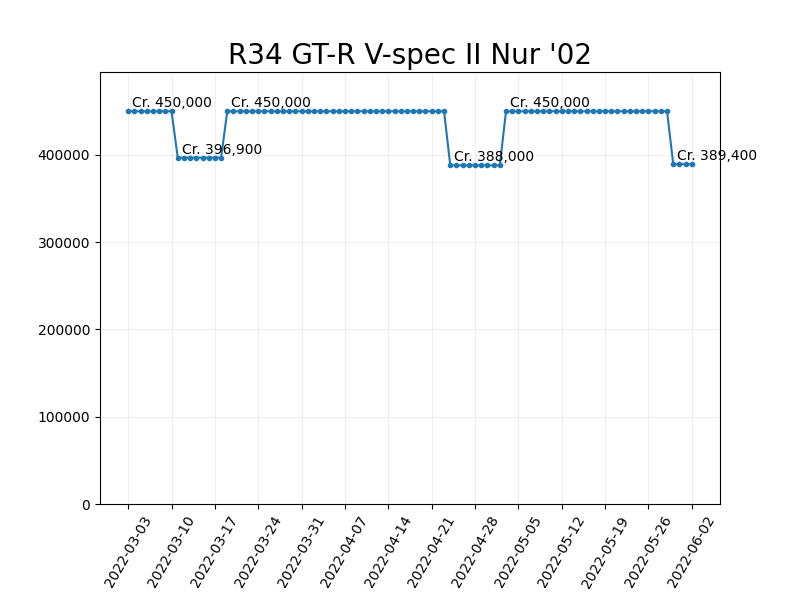 R34 GT-R V-spec II Nur '02
Cr. 450,000
Cr. 450,000
Cr. 450,000
Cr. 396,900
Cr. 388,000
Cr. 389,400
400000
300000
200000
100000
0
2022-03-03
2022-03-10
2022-03-17
2022-03-24
2022-03-31
2022-04-07
2022-04-14
2022-04-21
2022-04-28
2022-05-05
2022-05-12
2022-05-19
2022-05-26
2022-06-02